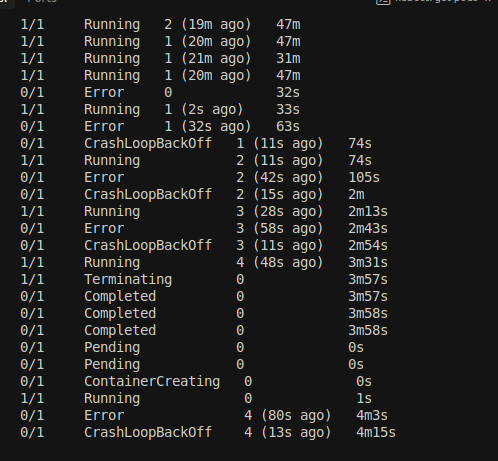 1/1 Running 2 (19m ago) 47m
1/1 Running 1 (20m ago) 47m
1/1 Running 1 (21m ago) 31m
1/1 Running 1 (20m ago) 47m
0/1 Error 0 32s
1/1 Running 1 (2s ago) 33s
0/1 Error 1 (32s ago) 63s
0/1 CrashLoopBackOff 1 (11s ago) 74s
1/1 Running 2 (11s ago) 74s
0/1 Error 2 (42s ago) 105s
0/1 CrashLoopBackOff 2 (15s ago) 2m
1/1 Running 3 (28s ago) 2m13s
0/1 Error 3 (58s ago) 2m43s
0/1 CrashLoopBackOff 3 (11s ago) 2m54s
1/1 Running 4 (48s ago) 3m31s
1/1 Terminating 0 3m57s
0/1 Completed 0 3m57s
0/1 Completed 0 3m58s
0/1 Completed 0 3m58s
0/1 Pending 0 0s
0/1 Pending 0 0s
0/1 ContainerCreating 0 0s
1/1 Running 0 1s
0/1 Error 4 (80s ago) 4m3s
0/1 CrashLoopBackOff 4 (13s ago) 4m15s